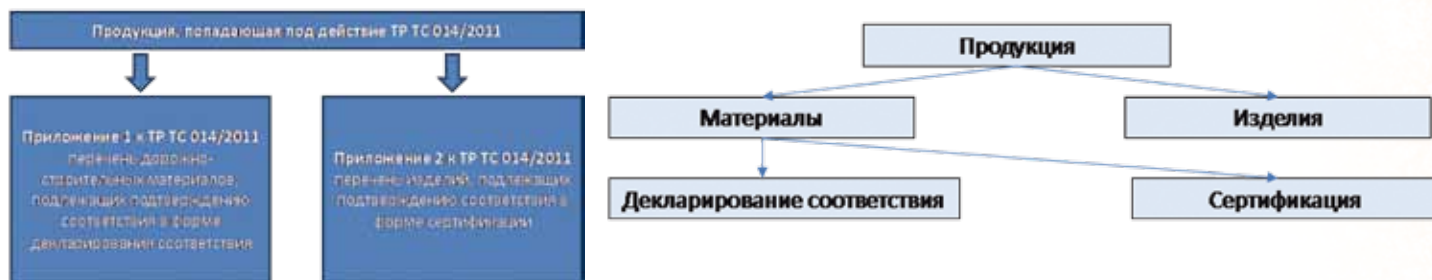 Продукция, попадающая под действие ТР ТС 014/2011
Приложение 1 к ТР ТС 014/2011
перечень дорожно-
строительных материалов,
подлежащих подтверждению
соответствия в форме
декларирования соответствия
Приложение 2 к ТР ТС 014/2011
перечень изделий, подлежащих
подтверждению соответствия в
форме сертификации
Продукция
Материалы
Изделия
Декларирование соответствия
Сертификация